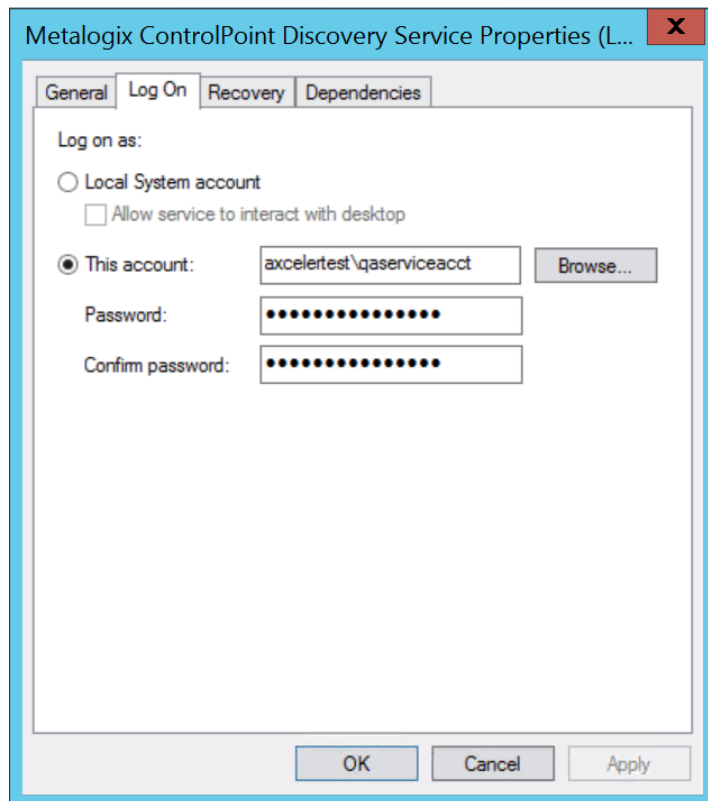 Metalogix ControlPoint Discovery Service Properties (L... X
General Log On Recovery Dependencies
Log on as:
Local System account
Allow service to interact with desktop
This account: axcelertest\qaserviceacct Browse...
Password: •••••••••••••••
Confirm password: •••••••••••••••
OK Cancel Apply